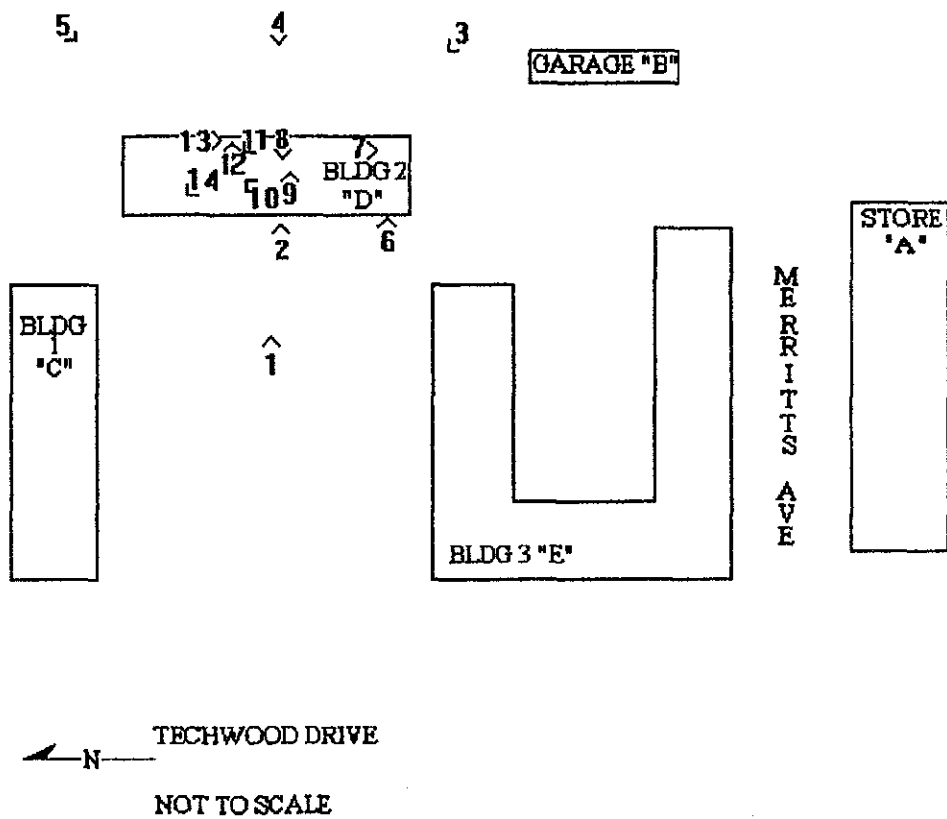 5 4 3
GARAGE "B"
13 11 8 7
12
14 10 9
BLDG 2
"D"
2 6
STORE
"A"
BLDG
1
"C"
1
MERRITTS AVE
BLDG 3 "E"
TECHWOOD DRIVE
N
NOT TO SCALE